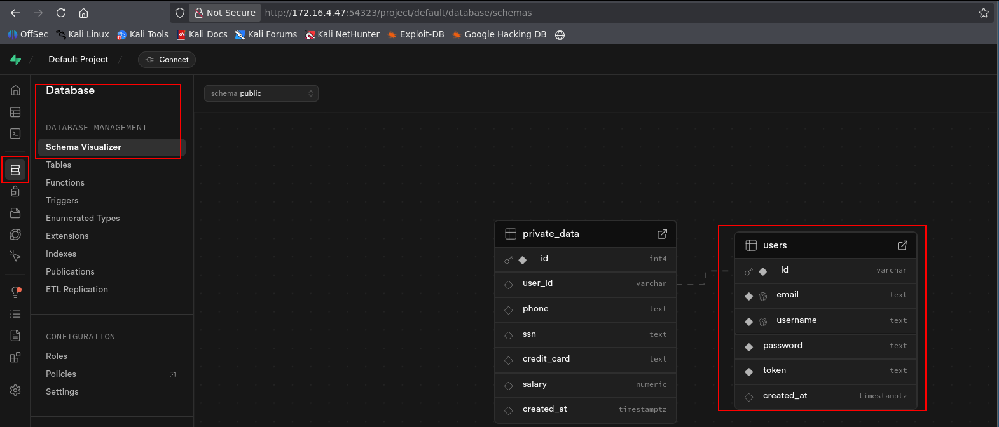 Not Secure http://172.16.4.47:54323/project/default/database/schemas
OffSec Kali Linux Kali Tools Kali Docs Kali Forums Kali NetHunter Exploit-DB Google Hacking DB
/ Default Project / Connect
Database
schema public
DATABASE MANAGEMENT
Schema Visualizer
Tables
Functions
Triggers
Enumerated Types
Extensions
Indexes
Publications
ETL Replication
CONFIGURATION
Roles
Policies
Settings
private_data
id int4
user_id varchar
phone text
ssn text
credit_card text
salary numeric
created_at timestamptz
users
id varchar
email text
username text
password text
token text
created_at timestamptz